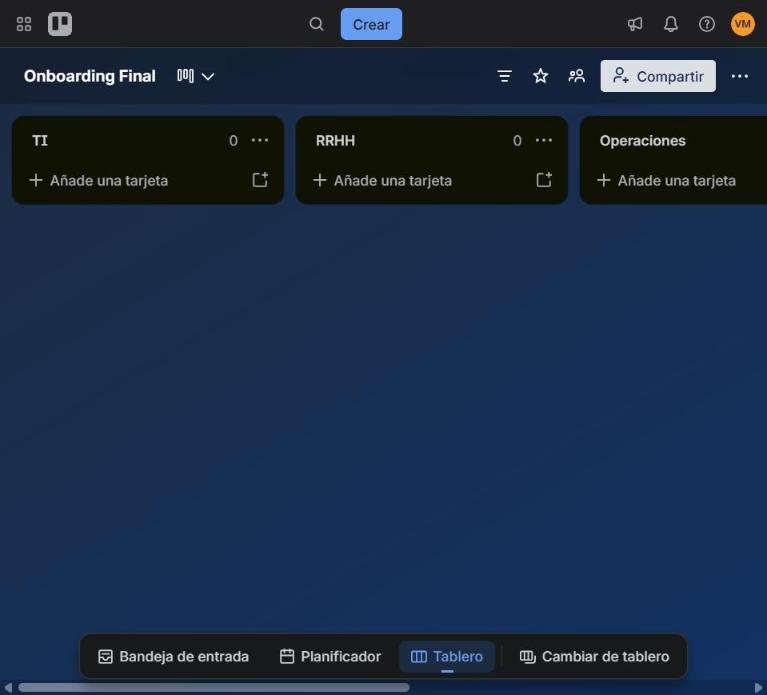 Crear
VM
Onboarding Final
Compartir
TI 0
Añade una tarjeta
RRHH 0
Añade una tarjeta
Operaciones
Añade una tarjeta
Bandeja de entrada
Planificador
Tablero
Cambiar de tablero